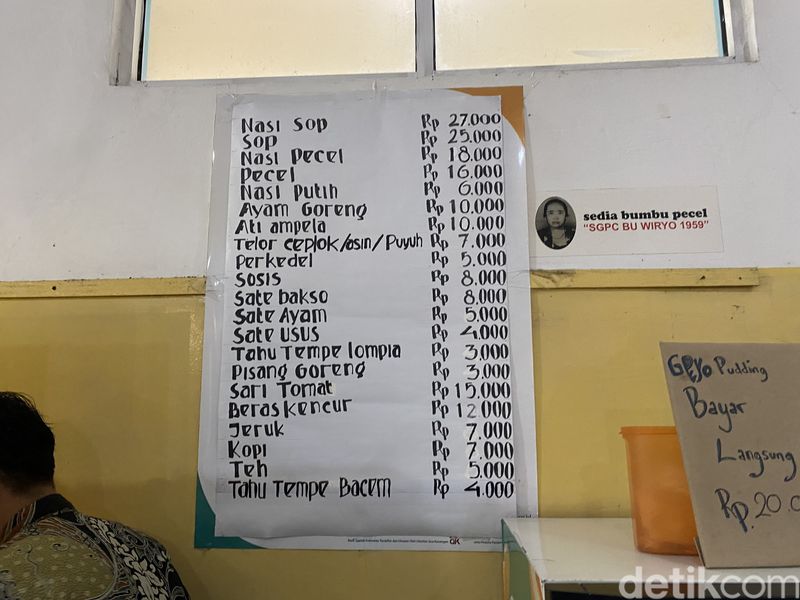 Nasi Sop Rp 27.000
Sop Rp 25.000
Nasi Pecel Rp 18.000
Pecel Rp 16.000
Nasi Putih Rp 6.000
Ayam Goreng Rp 10.000
Ati ampela Rp 10.000
Telor ceplok/asin/Puyuh Rp 7.000
Perkedel Rp 5.000
Sosis Rp 8.000
Sate bakso Rp 8.000
Sate Ayam Rp 5.000
Sate usus Rp 4.000
Tahu Tempe lompia Rp 3.000
Pisang Goreng Rp 3.000
Sari Tomat Rp 15.000
Beras kencur Rp 12.000
Jeruk Rp 7.000
Kopi Rp 7.000
Teh Rp 5.000
Tahu Tempe Bacem Rp 4.000
sedia bumbu pecel
"SGPC BU WIRYO 1959"
Pudding
Bayar
Langsung
Rp. 20.0
detikcom